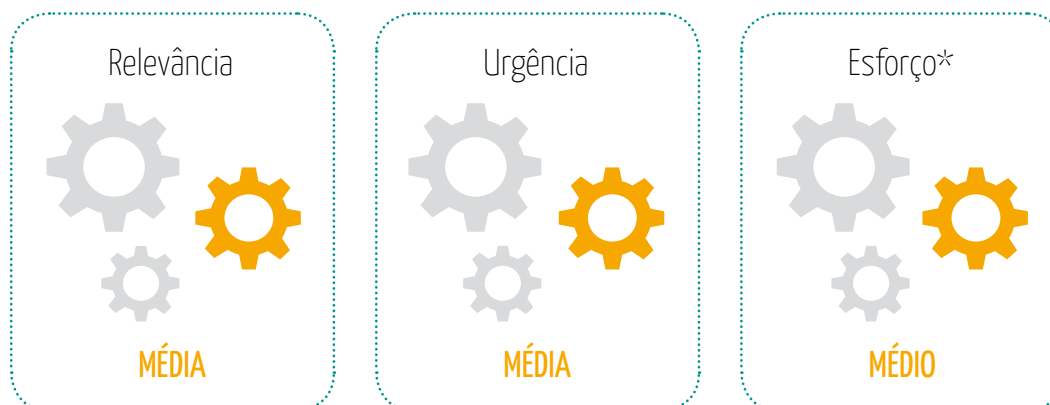 Relevância
Urgência
Esforço*
MÉDIA
MÉDIA
MÉDIO